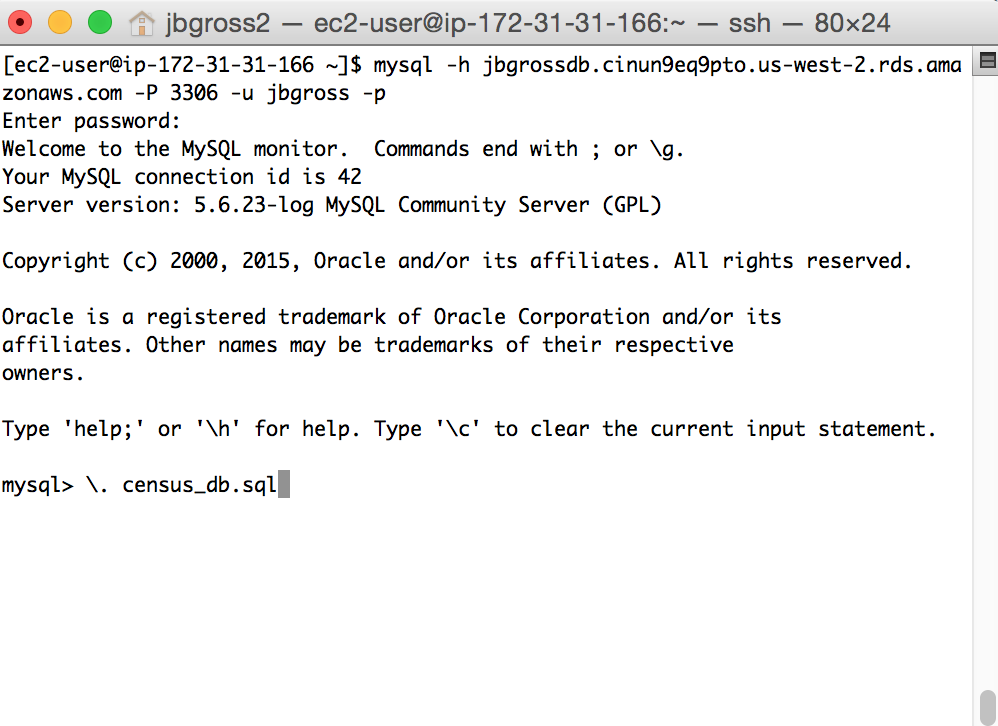 jbgross2 — ec2-user@ip-172-31-31-166:~ — ssh — 80×24
[ec2-user@ip-172-31-31-166 ~]$ mysql -h jbgrossdb.cinun9eq9pto.us-west-2.rds.ama
zonaws.com -P 3306 -u jbgross -p
Enter password:
Welcome to the MySQL monitor.  Commands end with ; or \g.
Your MySQL connection id is 42
Server version: 5.6.23-log MySQL Community Server (GPL)
Copyright (c) 2000, 2015, Oracle and/or its affiliates. All rights reserved.
Oracle is a registered trademark of Oracle Corporation and/or its
affiliates. Other names may be trademarks of their respective
owners.
Type 'help;' or '\h' for help. Type '\c' to clear the current input statement.
mysql> \. census_db.sql